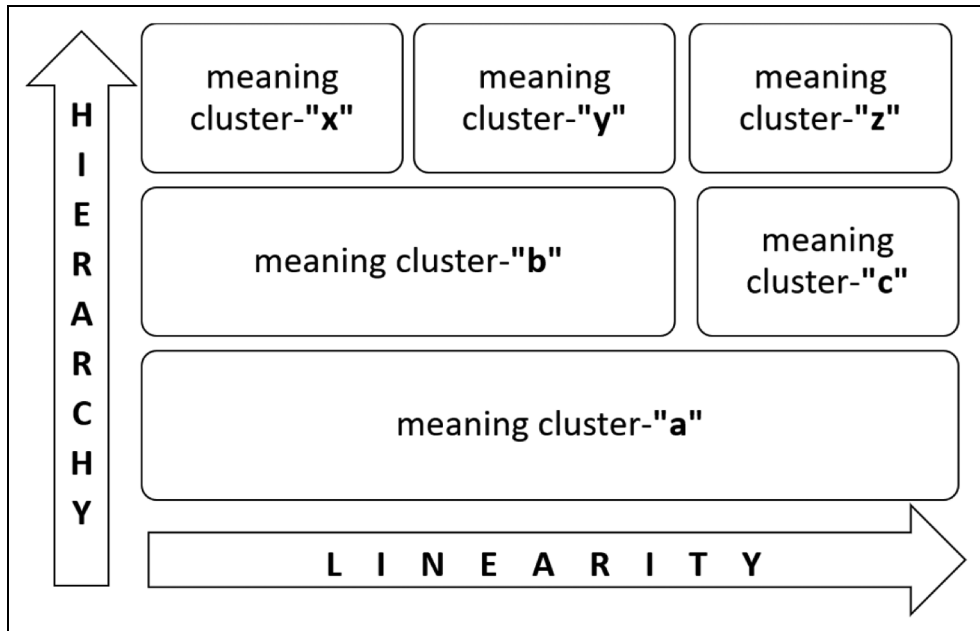 HIERARCHY
meaning
cluster-"x"
meaning
cluster-"y"
meaning
cluster-"z"
meaning cluster-"b"
meaning
cluster-"c"
meaning cluster-"a"
LINEARITY